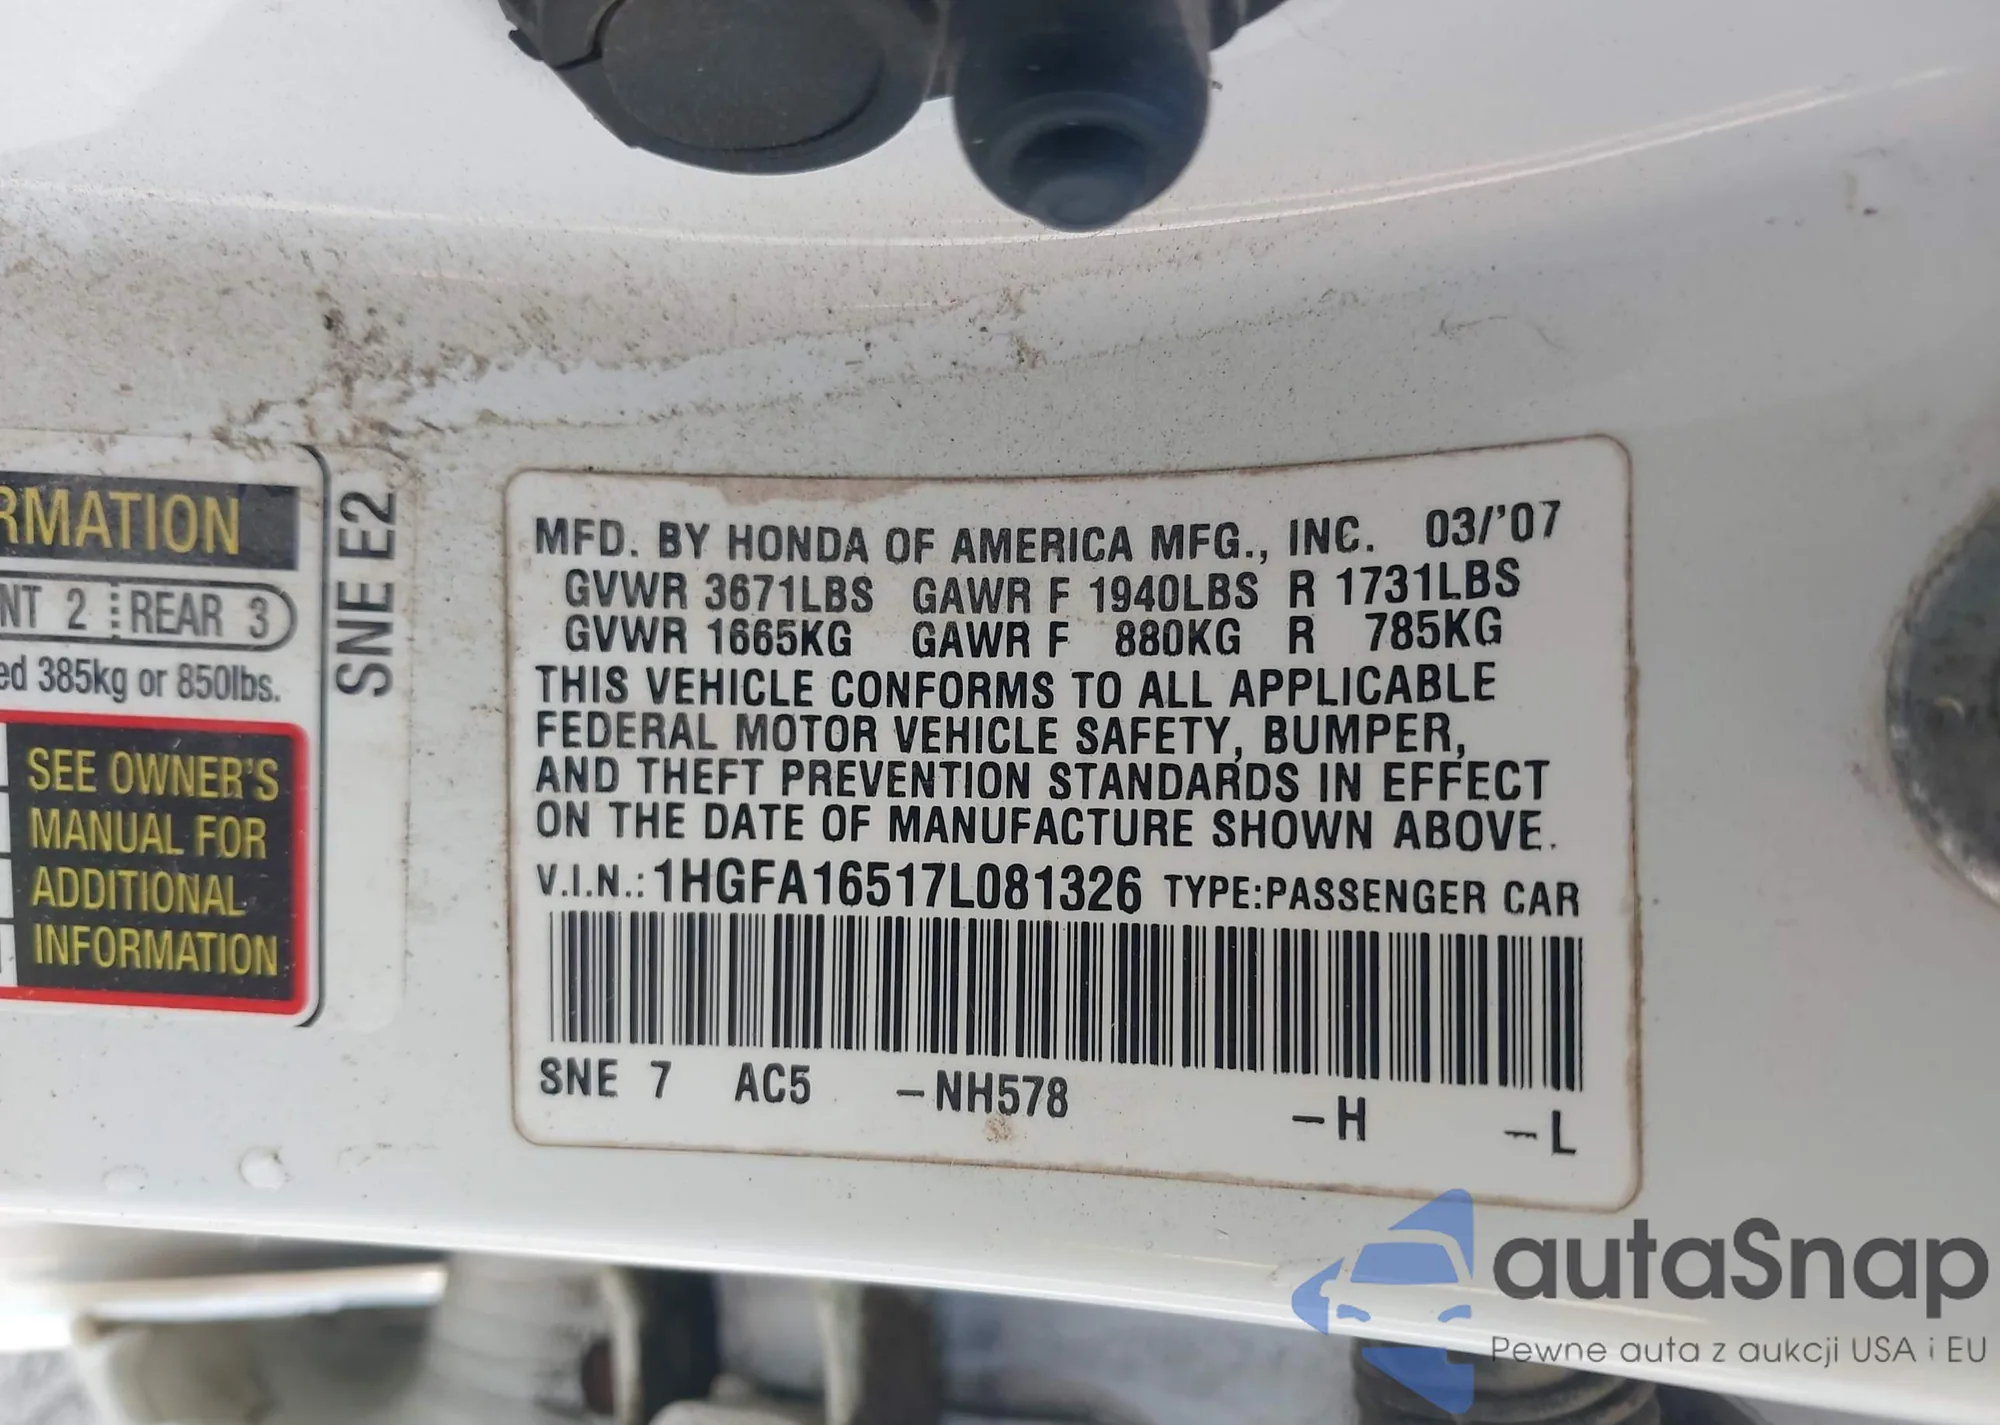 RMATION
NT 2 REAR 3
ed 385kg or 850lbs.
SEE OWNER'S
MANUAL FOR
ADDITIONAL
INFORMATION
SNE E2
MFD. BY HONDA OF AMERICA MFG., INC. 03/'07
GVWR 3671LBS GAWR F 1940LBS R 1731LBS
GVWR 1665KG GAWR F 880KG R 785KG
THIS VEHICLE CONFORMS TO ALL APPLICABLE
FEDERAL MOTOR VEHICLE SAFETY, BUMPER,
AND THEFT PREVENTION STANDARDS IN EFFECT
ON THE DATE OF MANUFACTURE SHOWN ABOVE.
V.I.N.: 1HGFA16517L081326 TYPE:PASSENGER CAR
SNE 7 AC5 –NH578 –H –L
autaSnap
Pewne auta z aukcji USA i EU